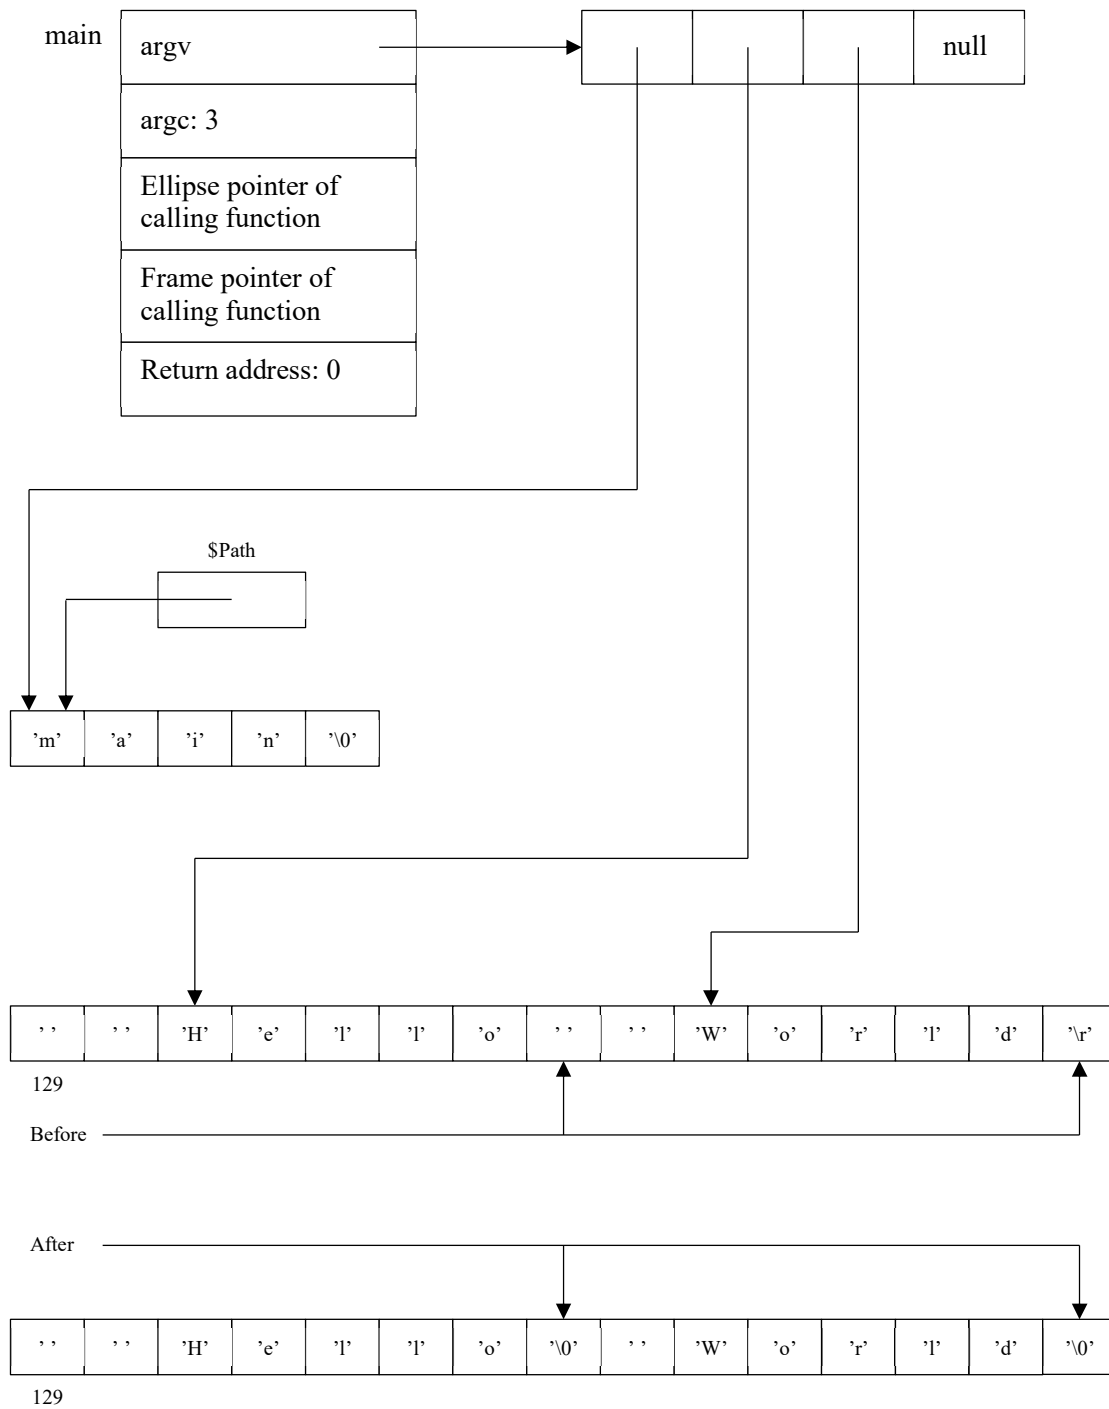 main
argv
null
argc: 3
Ellipse pointer of
calling function
Frame pointer of
calling function
Return address: 0
$Path
’m’ ’a’ ’i’ ’n’ ’\0’
’ ’ ’ ’ ’H’ ’e’ ’l’ ’l’ ’o’ ’ ’ ’ ’ ’W’ ’o’ ’r’ ’l’ ’d’ ’\r’
129
Before
After
’ ’ ’ ’ ’H’ ’e’ ’l’ ’l’ ’o’ ’\0’ ’ ’ ’W’ ’o’ ’r’ ’l’ ’d’ ’\0’
129